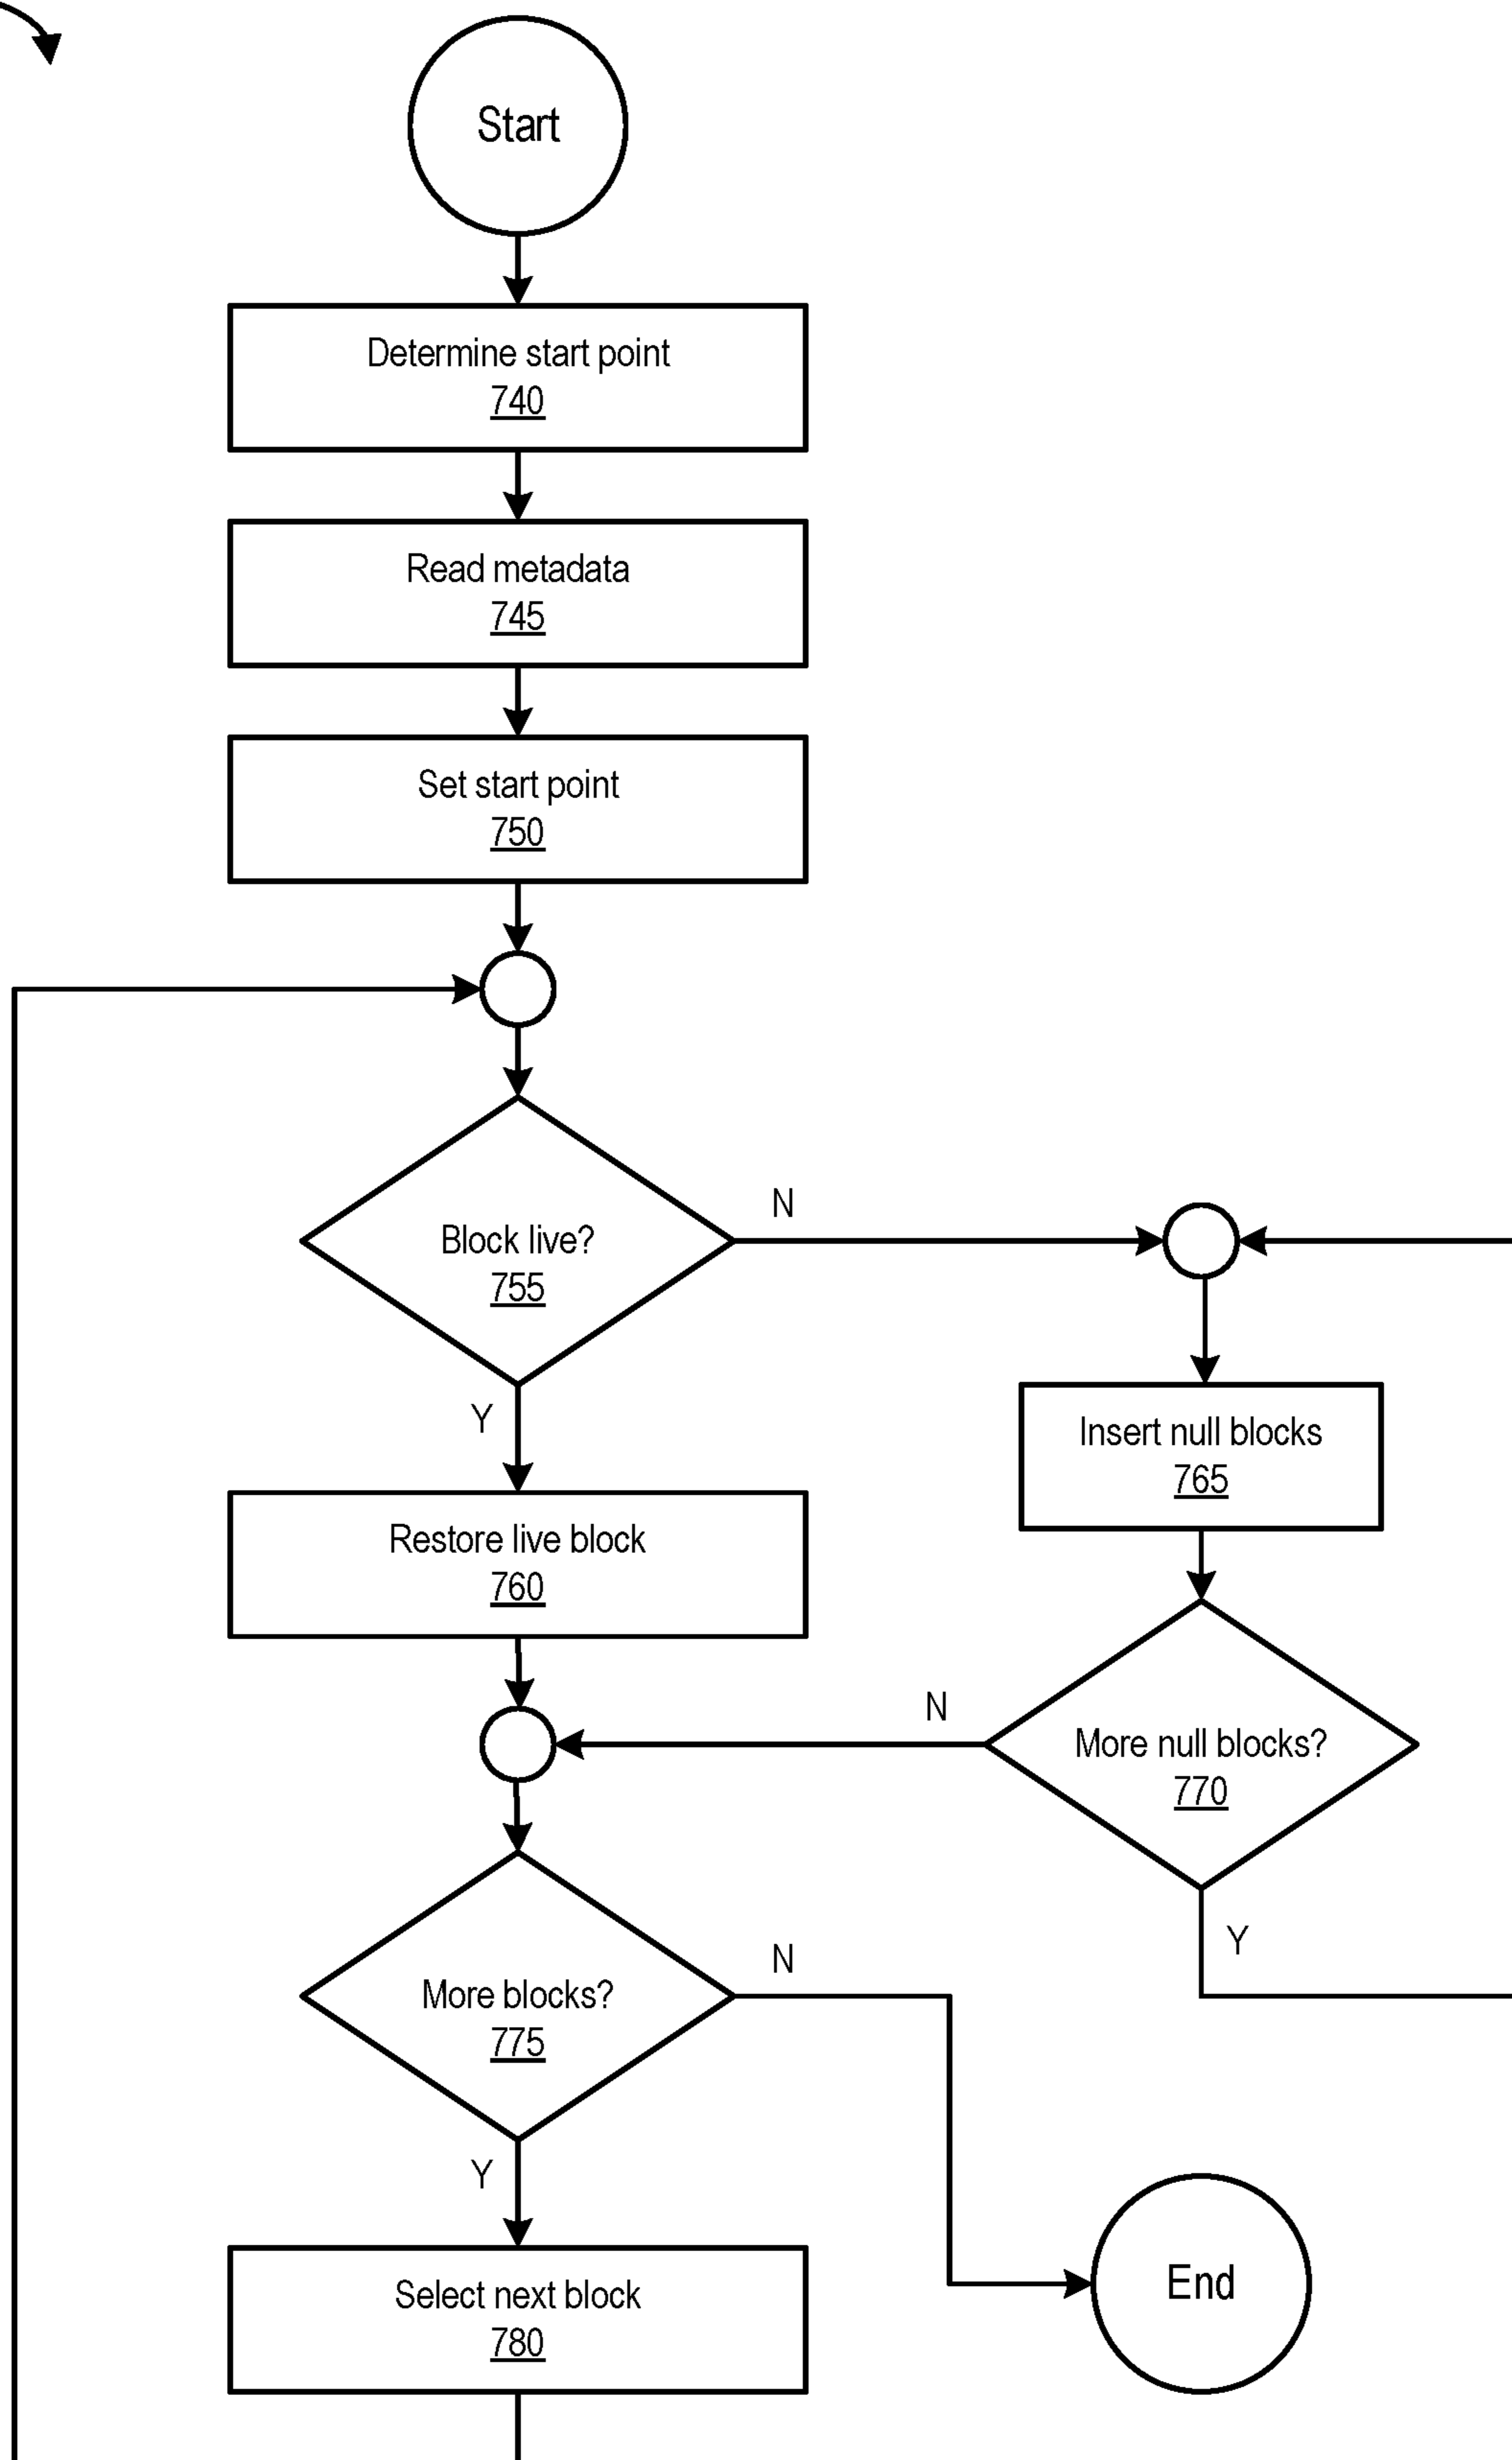 Start
Determine start point
740
Read metadata
745
Set start point
750
Block live?
755
N
Y
Insert null blocks
765
Restore live block
760
N
More null blocks?
770
Y
More blocks?
775
N
Y
Select next block
780
End